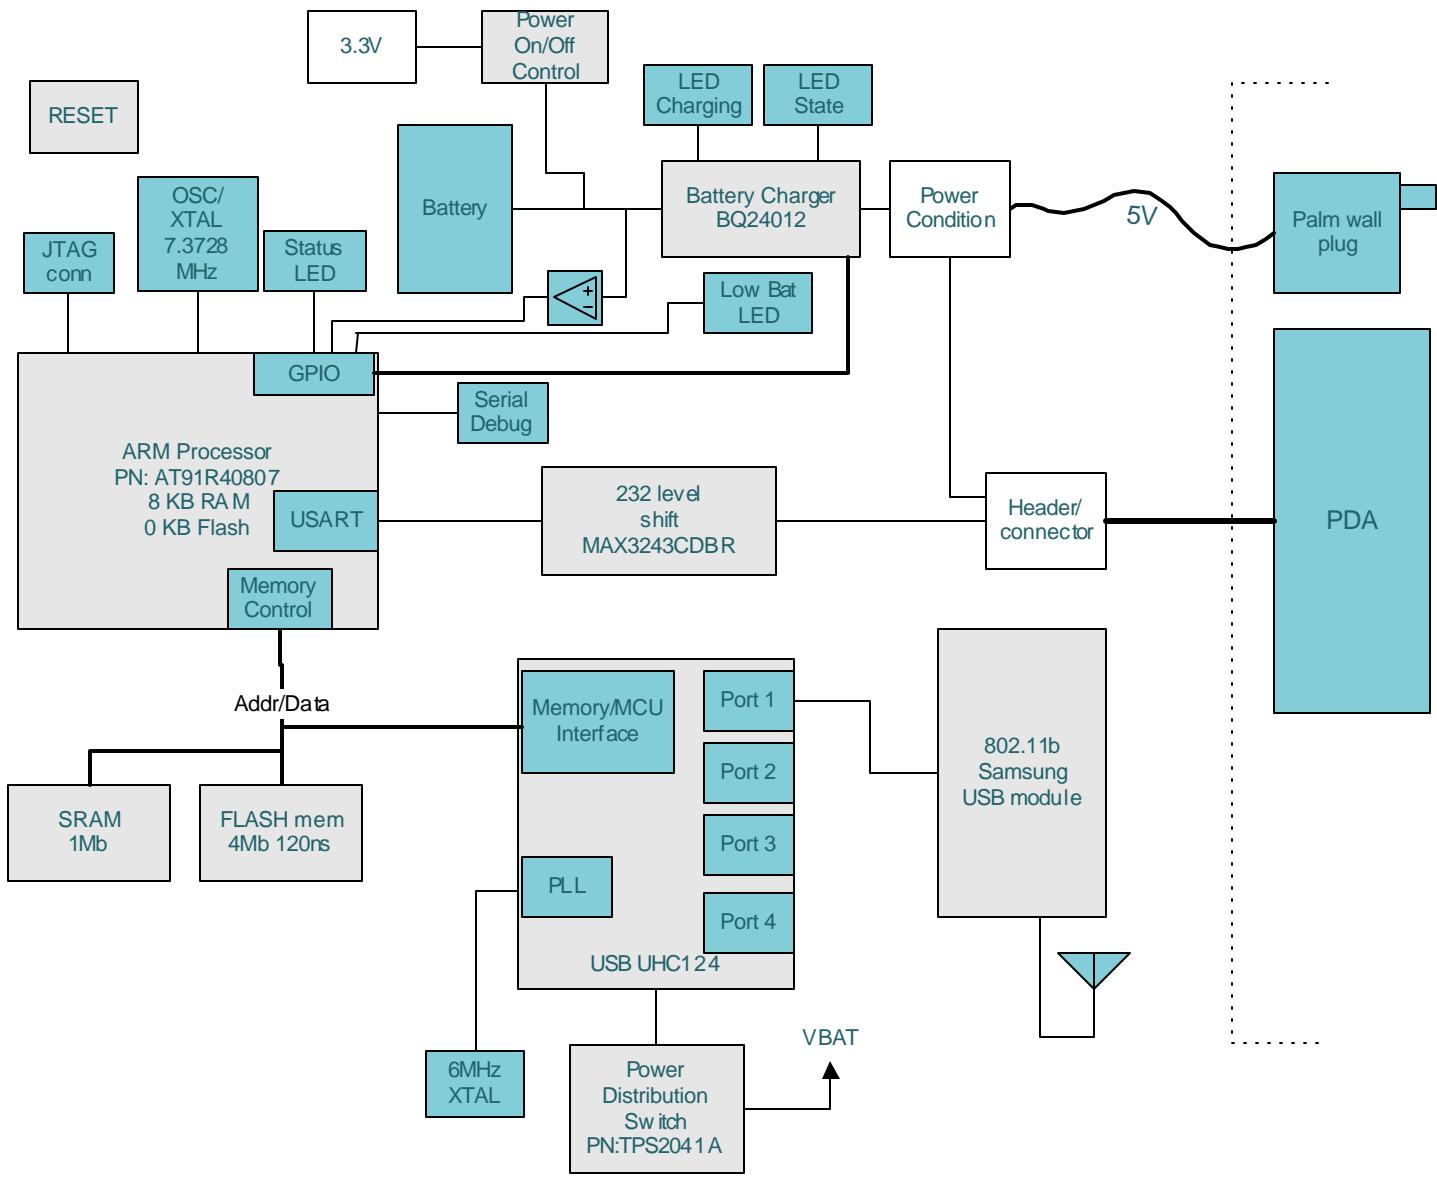 3.3V
Power
On/Off
Control
RESET
LED
Charging
LED
State
OSC/
XTAL
7.3728
MHz
Battery
Battery Charger
BQ24012
Power
Condition
5V
Palm wall
plug
JTAG
conn
Status
LED
+
-
Low Bat
LED
GPIO
Serial
Debug
ARM Processor
PN: AT91R40807
8 KB RAM
0 KB Flash
USART
232 level
shift
MAX3243CDBR
Header/
connector
PDA
Memory
Control
Addr/Data
Memory/MCU
Interface
Port 1
Port 2
Port 3
Port 4
PLL
USB UHC124
802.11b
Samsung
USB module
SRAM
1Mb
FLASH mem
4Mb 120ns
6MHz
XTAL
Power
Distribution
Switch
PN:TPS2041A
VBAT